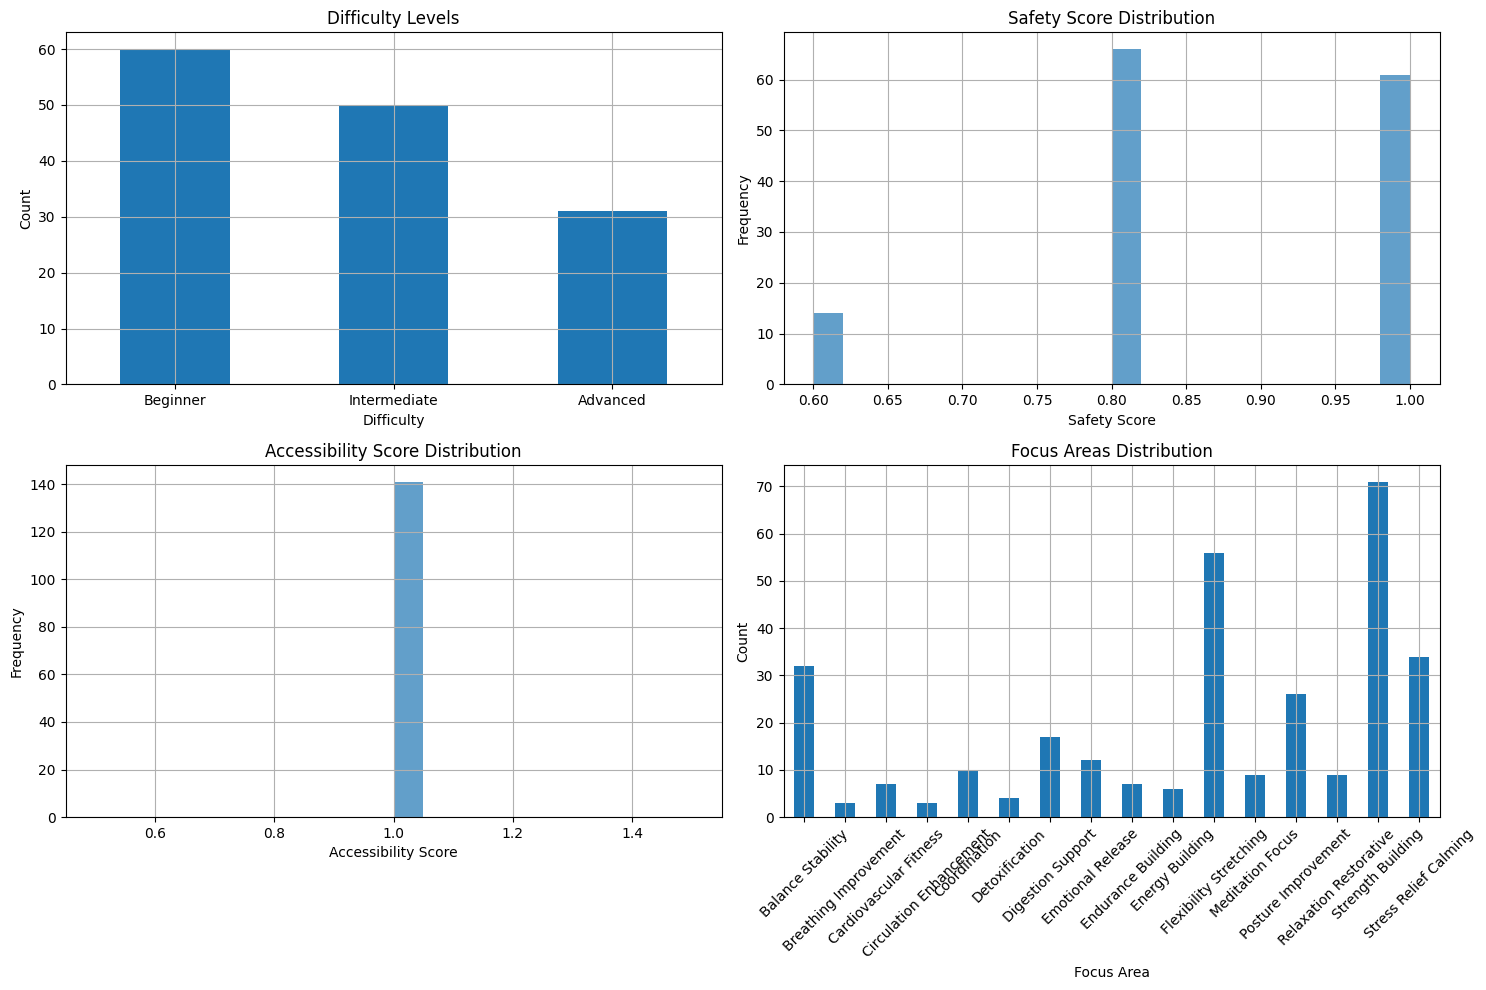 Difficulty Levels
60
50
40
30
20
10
0
Count
Beginner Intermediate Advanced
Difficulty
Safety Score Distribution
60
50
40
30
20
10
0
Frequency
0.60 0.65 0.70 0.75 0.80 0.85 0.90 0.95 1.00
Safety Score
Accessibility Score Distribution
140
120
100
80
60
40
20
0
Frequency
0.6 0.8 1.0 1.2 1.4
Accessibility Score
Focus Areas Distribution
70
60
50
40
30
20
10
0
Count
Balance Stability
Breathing Improvement
Cardiovascular Fitness
Circulation Enhancement
Coordination
Detoxification
Digestion Support
Emotional Release
Endurance Building
Energy Building
Flexibility Stretching
Meditation Focus
Posture Improvement
Relaxation Restorative
Strength Building
Stress Relief Calming
Focus Area